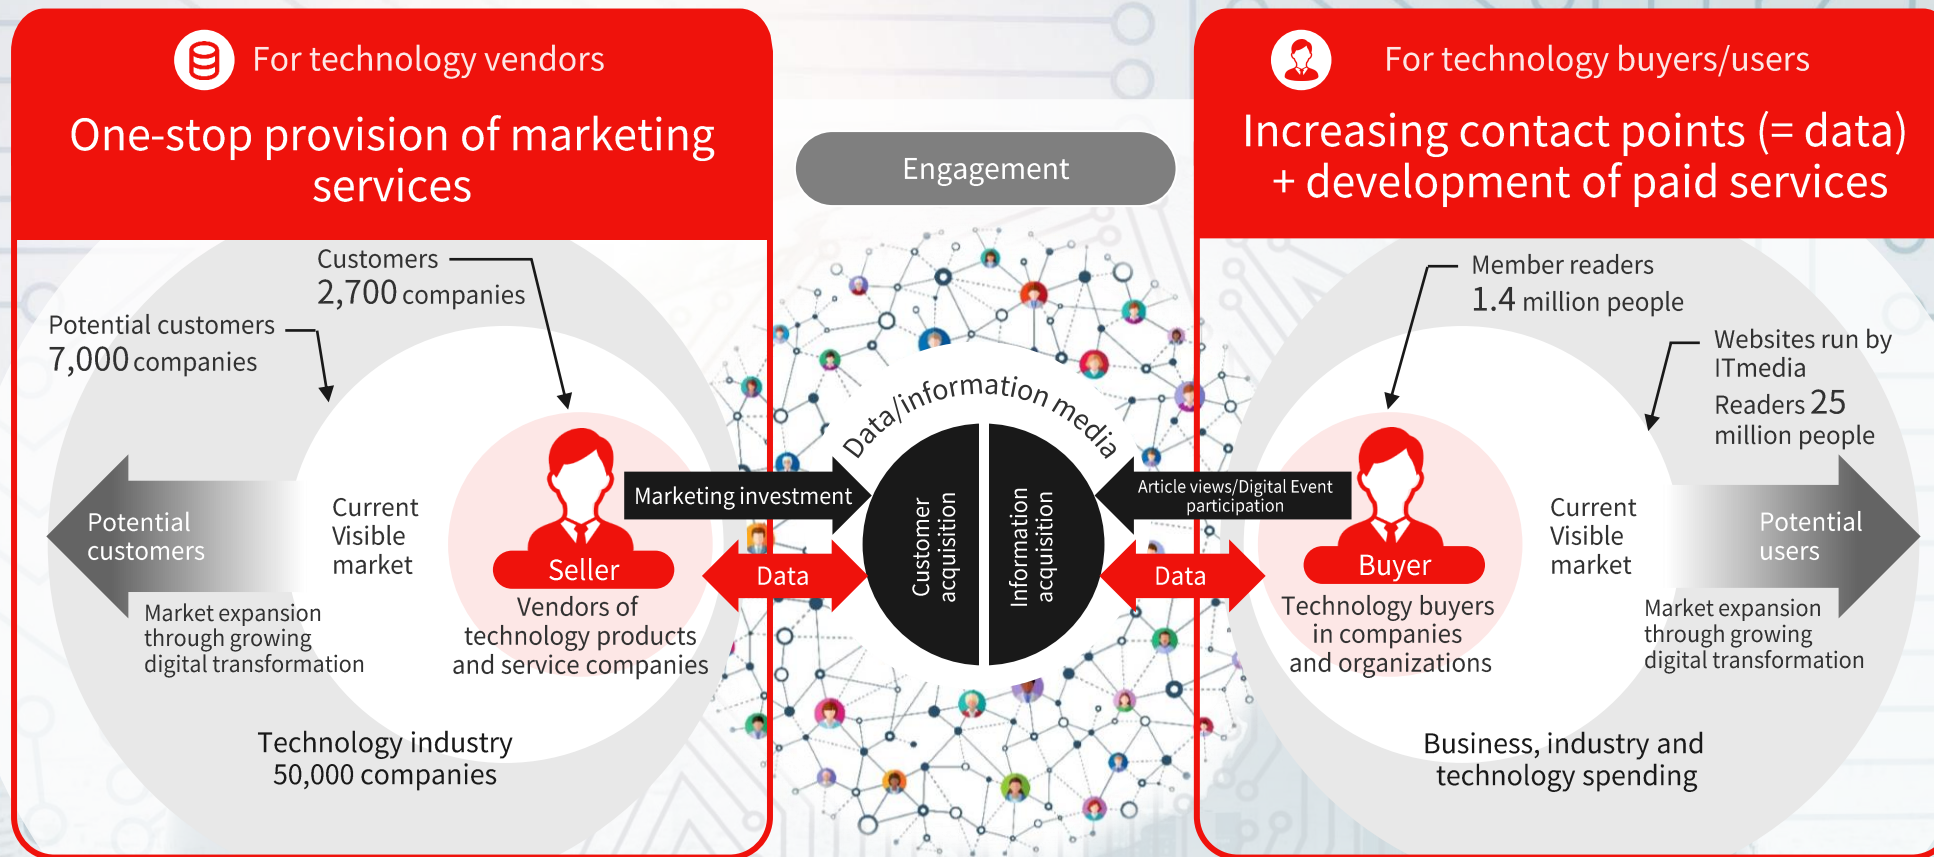 For technology vendors
One-stop provision of marketing
services
Customers
2,700 companies
Potential customers
7,000 companies
Potential
customers
Current
Visible
market
Market expansion
through growing
digital transformation
Seller
Vendors of
technology products
and service companies
Technology industry
50,000 companies
Engagement
Data/information media
Marketing investment
Data
Customer
acquisition
Information
acquisition
Article views/Digital Event
participation
Data
For technology buyers/users
Increasing contact points (= data)
+ development of paid services
Member readers
1.4 million people
Websites run by
ITmedia
Readers 25
million people
Buyer
Technology buyers
in companies
and organizations
Current
Visible
market
Potential
users
Market expansion
through growing
digital transformation
Business, industry and
technology spending